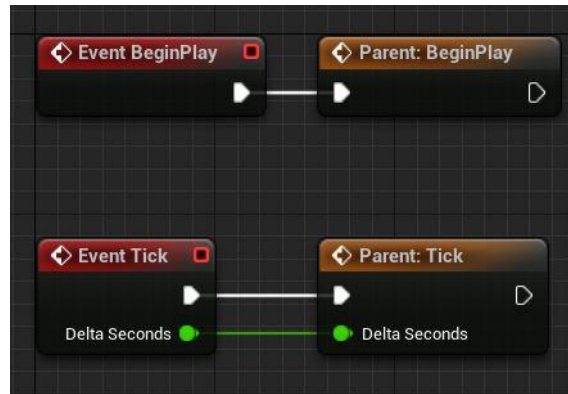 Event BeginPlay
Parent: BeginPlay
Event Tick
Parent: Tick
Delta Seconds
Delta Seconds